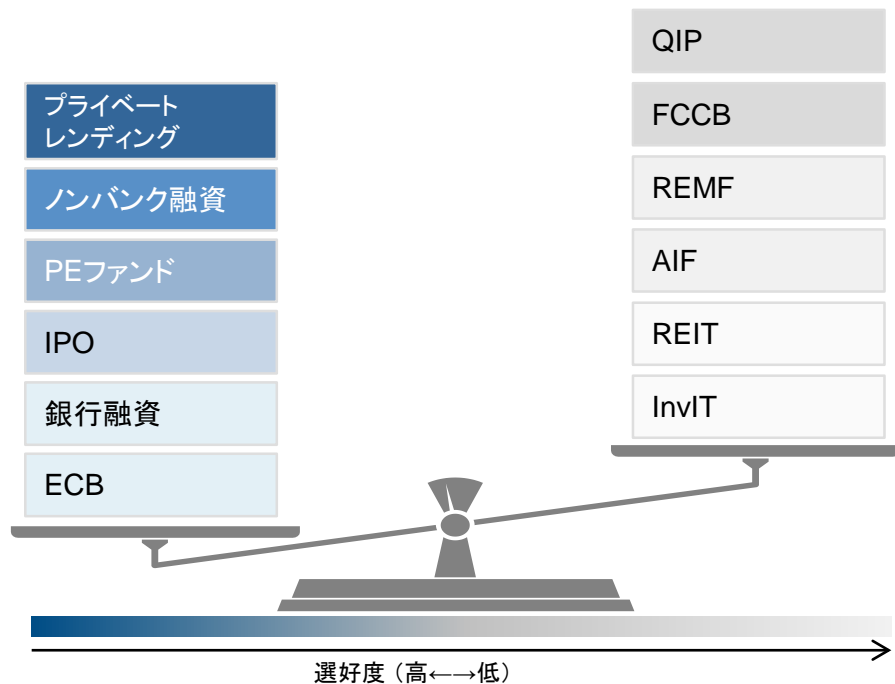 プライベート
レンディング
ノンバンク融資
PEファンド
IPO
銀行融資
ECB
QIP
FCCB
REMF
AIF
REIT
InvIT
選好度（高←→低）